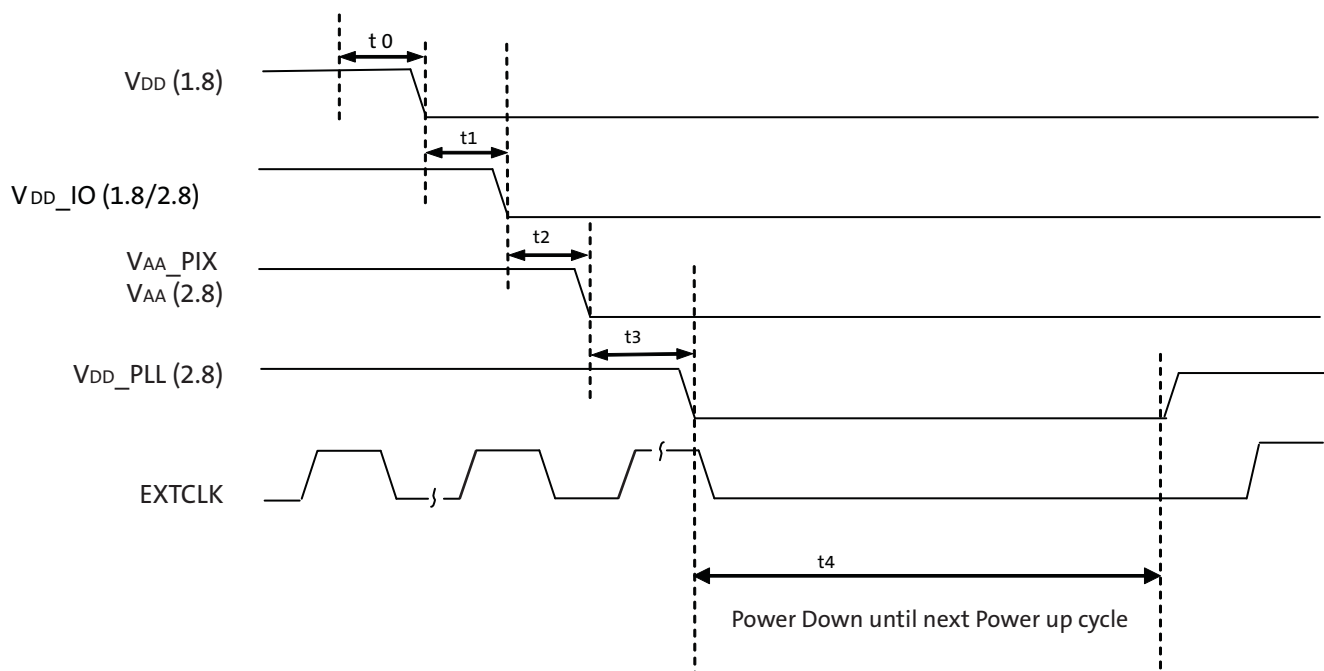 t 0
VDD (1.8)
t1
VDD_IO (1.8/2.8)
t2
VAA_PIX
VAA (2.8)
t3
VDD_PLL (2.8)
EXTCLK
t4
Power Down until next Power up cycle